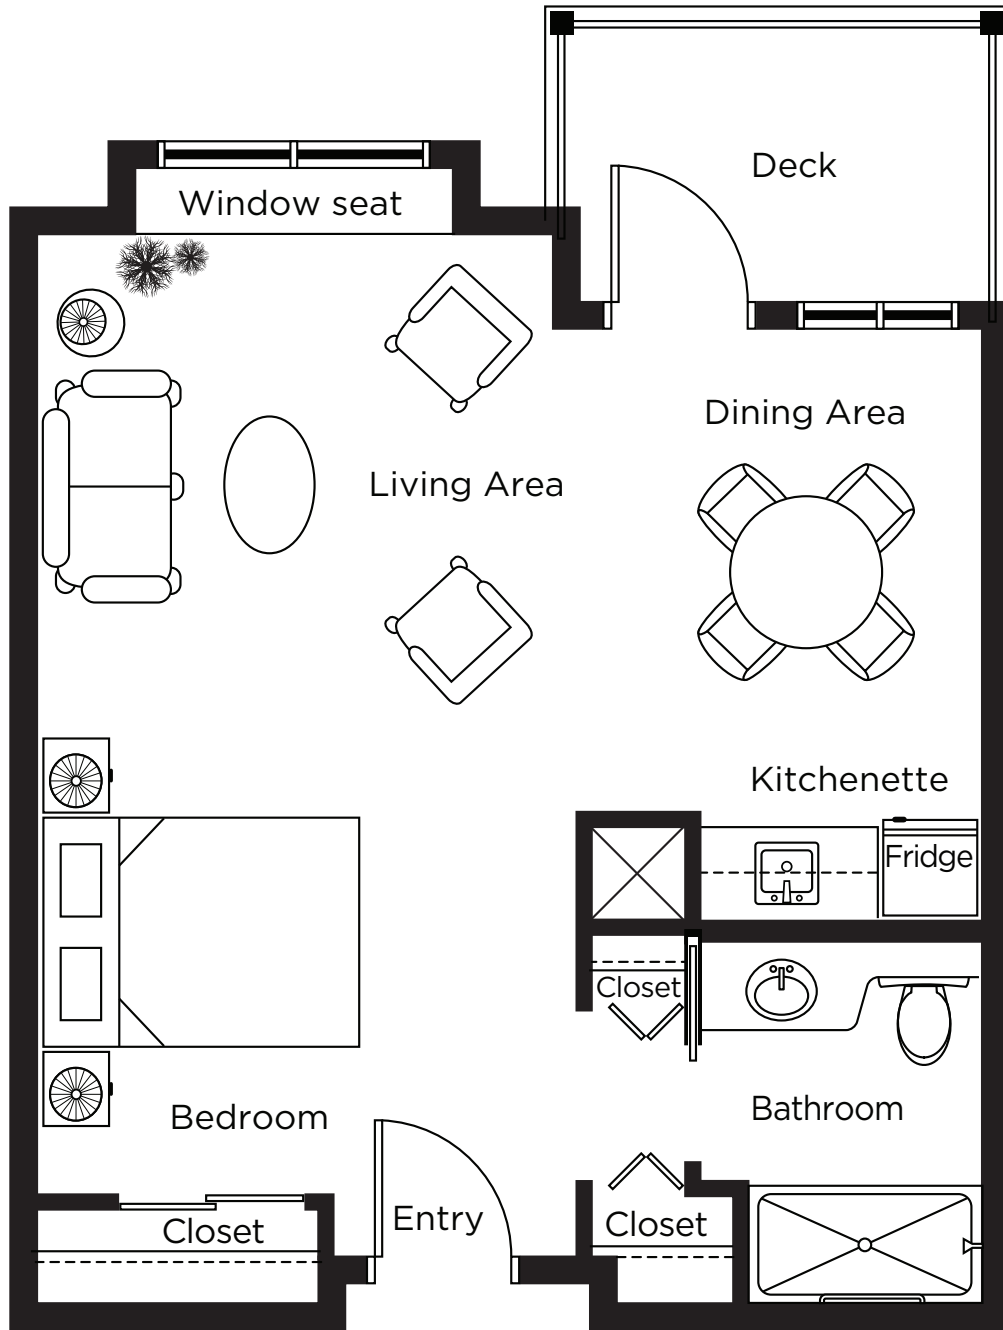 Deck
Window seat
Dining Area
Living Area
Kitchenette
Fridge
Closet
Bathroom
Bedroom
Entry
Closet
Closet